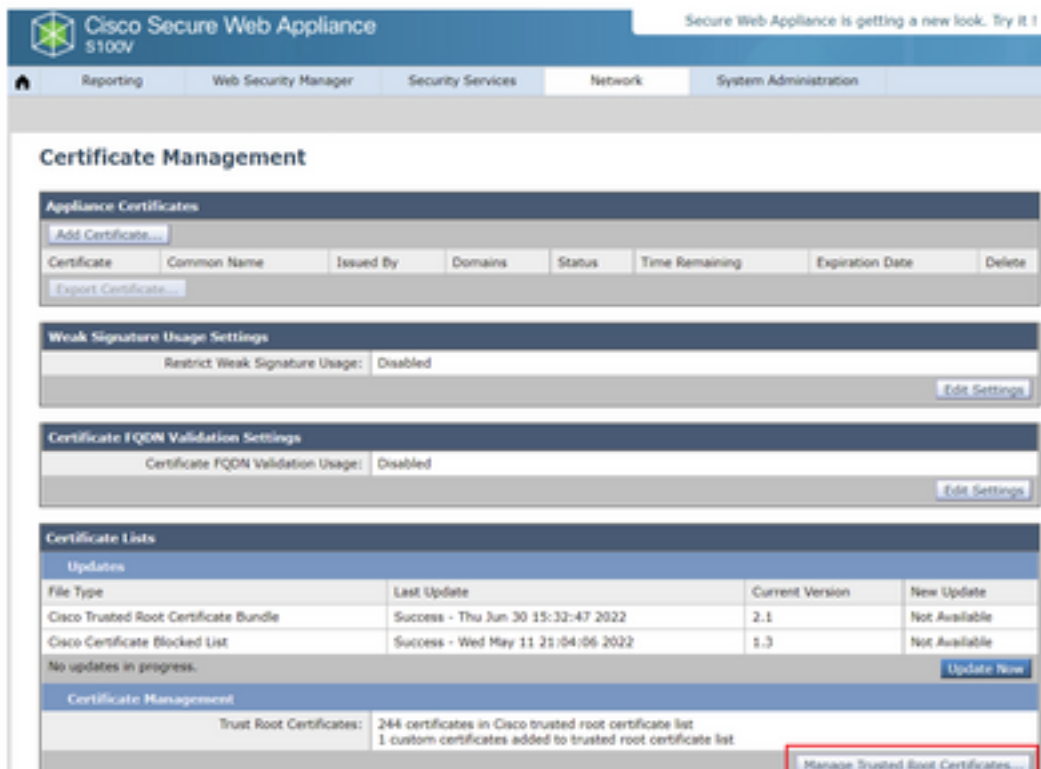 Cisco Secure Web Appliance
S100V
Secure Web Appliance is getting a new look. Try it !
Reporting Web Security Manager Security Services Network System Administration
Certificate Management
Appliance Certificates
Add Certificate...
Certificate Common Name Issued By Domains Status Time Remaining Expiration Date Delete
Export Certificate...
Weak Signature Usage Settings
Restrict Weak Signature Usage: Disabled
Edit Settings
Certificate FQDN Validation Settings
Certificate FQDN Validation Usage: Disabled
Edit Settings
Certificate Lists
Updates
File Type Last Update Current Version New Update
Cisco Trusted Root Certificate Bundle Success - Thu Jun 30 15:32:47 2022 2.1 Not Available
Cisco Certificate Blocked List Success - Wed May 11 21:04:06 2022 1.3 Not Available
No updates in progress. Update Now
Certificate Management
Trust Root Certificates: 244 certificates in Cisco trusted root certificate list
1 custom certificates added to trusted root certificate list
Manage Trusted Root Certificates...